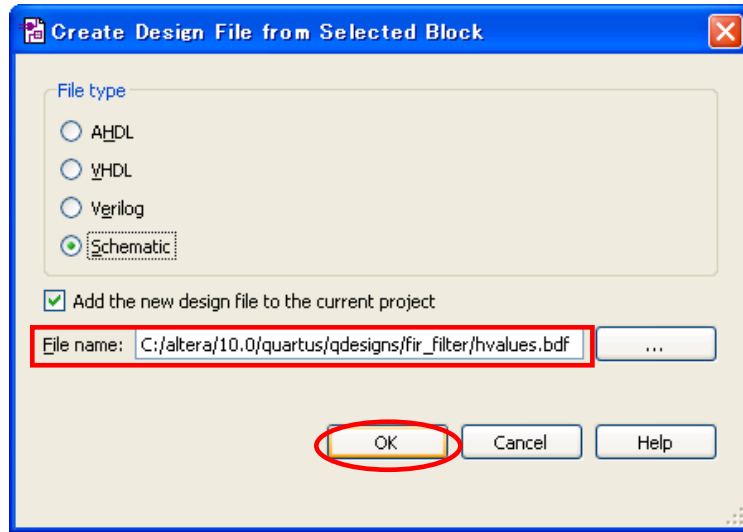 Create Design File from Selected Block
File type
AHDL
VHDL
Verilog
Schematic
Add the new design file to the current project
File name: C:/altera/10.0/quartus/qdesigns/fir_filter/hvalues.bdf ...
OK Cancel Help